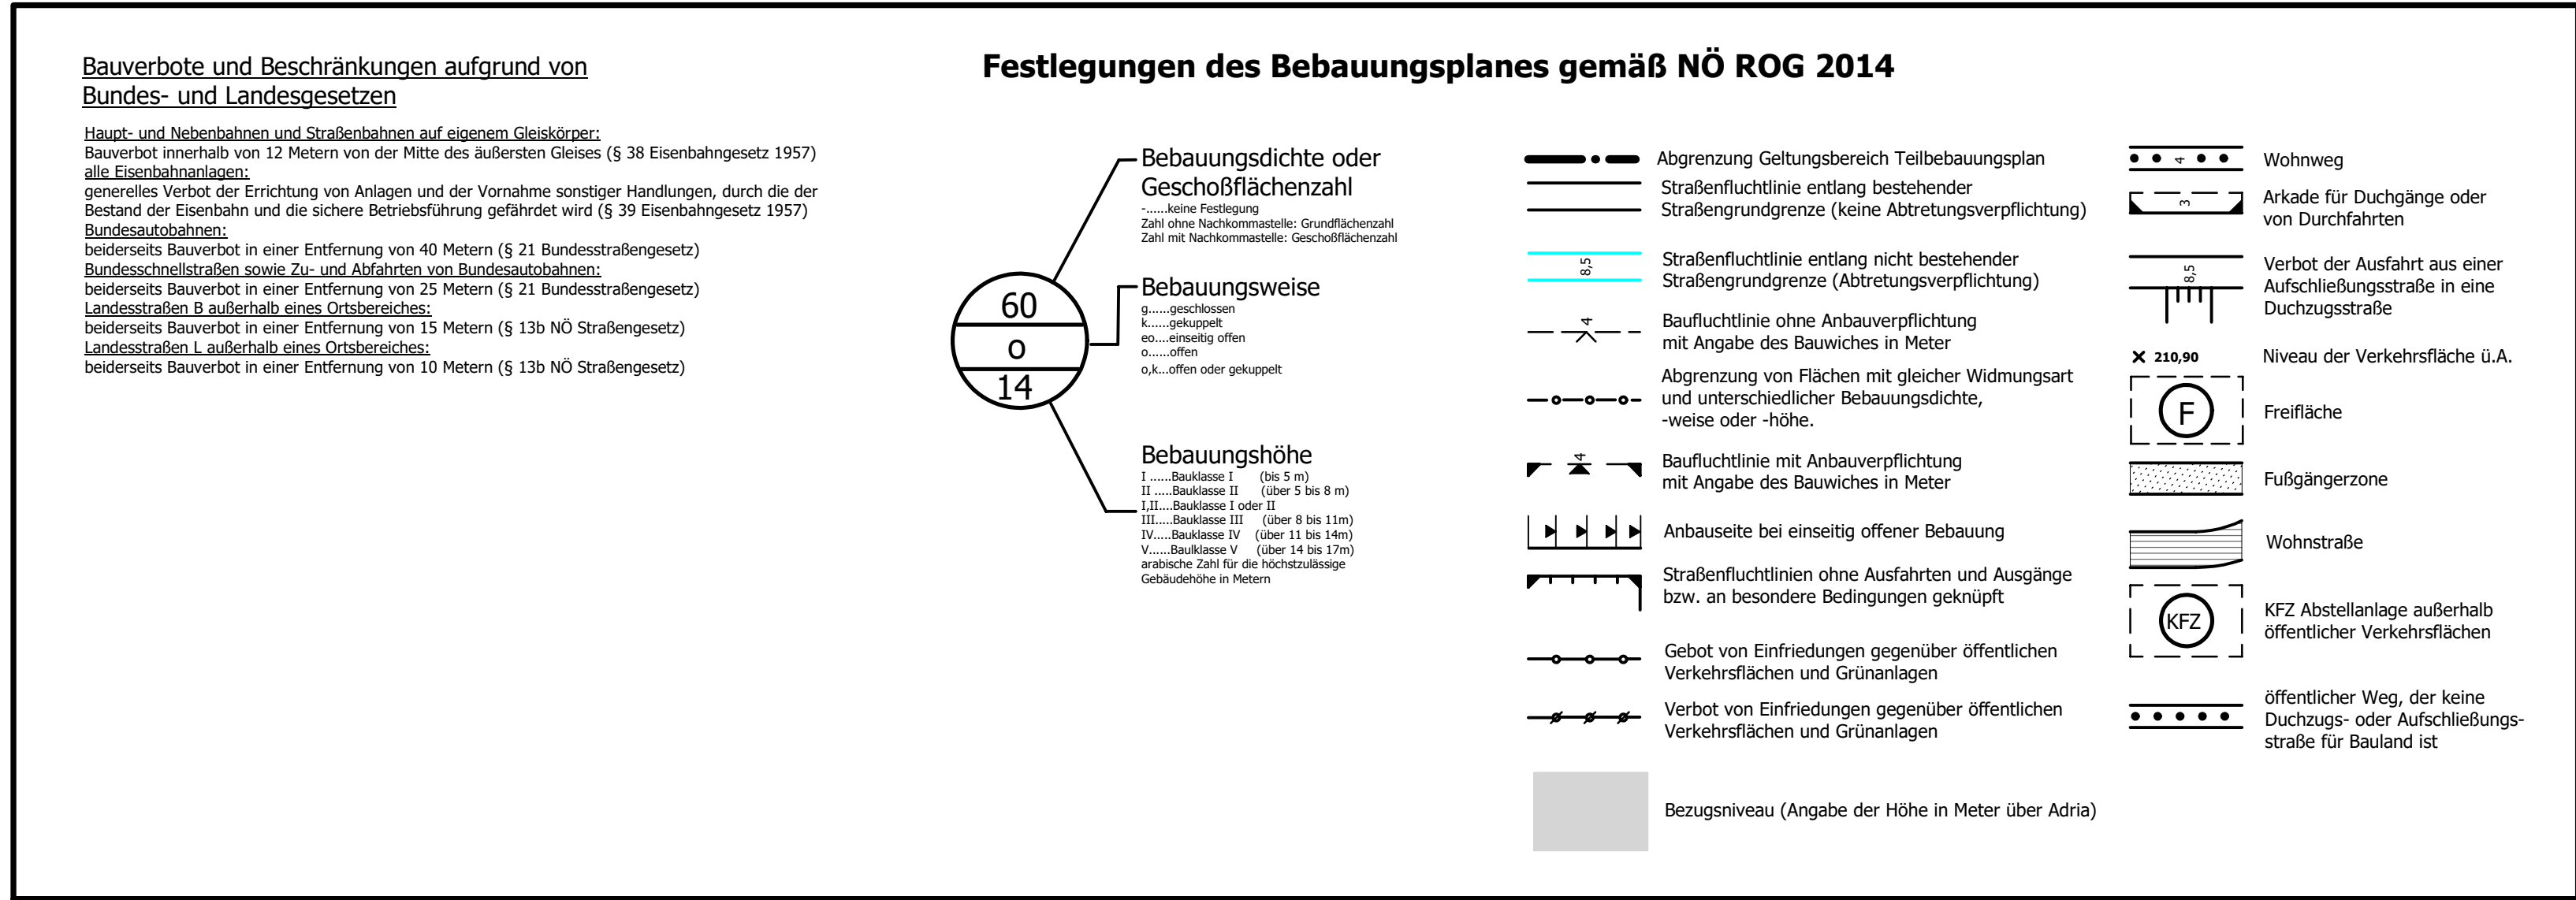 Bauverbote und Beschränkungen aufgrund von
Bundes- und Landesgesetzen
Haupt- und Nebenbahnen und Straßenbahnen auf eigenem Gleiskörper:
Bauverbot innerhalb von 12 Metern von der Mitte des äußersten Gleises (§ 38 Eisenbahngesetz 1957)
alle Eisenbahnanlagen:
generelles Verbot der Errichtung von Anlagen und der Vornahme sonstiger Handlungen, durch die der
Bestand der Eisenbahn und die sichere Betriebsführung gefährdet wird (§ 39 Eisenbahngesetz 1957)
Bundesautobahnen:
beiderseits Bauverbot in einer Entfernung von 40 Metern (§ 21 Bundesstraßengesetz)
Bundesschnellstraßen sowie Zu- und Abfahrten von Bundesautobahnen:
beiderseits Bauverbot in einer Entfernung von 25 Metern (§ 21 Bundesstraßengesetz)
Landesstraßen B außerhalb eines Ortsbereiches:
beiderseits Bauverbot in einer Entfernung von 15 Metern (§ 13b NÖ Straßengesetz)
Landesstraßen L außerhalb eines Ortsbereiches:
beiderseits Bauverbot in einer Entfernung von 10 Metern (§ 13b NÖ Straßengesetz)
Festlegungen des Bebauungsplanes gemäß NÖ ROG 2014
60
o
14
Bebauungsdichte oder
Geschoßflächenzahl
-......keine Festlegung
Zahl ohne Nachkommastelle: Grundflächenzahl
Zahl mit Nachkommastelle: Geschoßflächenzahl
Bebauungsweise
g......geschlossen
k......gekuppelt
eo....einseitig offen
o......offen
o,k...offen oder gekuppelt
Bebauungshöhe
I ......Bauklasse I (bis 5 m)
II .....Bauklasse II (über 5 bis 8 m)
I,II....Bauklasse I oder II
III.....Bauklasse III (über 8 bis 11m)
IV.....Bauklasse IV (über 11 bis 14m)
V......Baulklasse V (über 14 bis 17m)
arabische Zahl für die höchstzulässige
Gebäudehöhe in Metern
Abgrenzung Geltungsbereich Teilbebauungsplan
Straßenfluchtlinie entlang bestehender
Straßengrundgrenze (keine Abtretungsverpflichtung)
8,5
Straßenfluchtlinie entlang nicht bestehender
Straßengrundgrenze (Abtretungsverpflichtung)
4
Baufluchtlinie ohne Anbauverpflichtung
mit Angabe des Bauwiches in Meter
Abgrenzung von Flächen mit gleicher Widmungsart
und unterschiedlicher Bebauungsdichte,
-weise oder -höhe.
4
Baufluchtlinie mit Anbauverpflichtung
mit Angabe des Bauwiches in Meter
Anbauseite bei einseitig offener Bebauung
Straßenfluchtlinien ohne Ausfahrten und Ausgänge
bzw. an besondere Bedingungen geknüpft
Gebot von Einfriedungen gegenüber öffentlichen
Verkehrsflächen und Grünanlagen
Verbot von Einfriedungen gegenüber öffentlichen
Verkehrsflächen und Grünanlagen
Bezugsniveau (Angabe der Höhe in Meter über Adria)
4
Wohnweg
3
Arkade für Duchgänge oder
von Durchfahrten
8,5
Verbot der Ausfahrt aus einer
Aufschließungsstraße in eine
Duchzugsstraße
210,90
Niveau der Verkehrsfläche ü.A.
F
Freifläche
Fußgängerzone
Wohnstraße
KFZ
KFZ Abstellanlage außerhalb
öffentlicher Verkehrsflächen
öffentlicher Weg, der keine
Duchzugs- oder Aufschließungs-
straße für Bauland ist